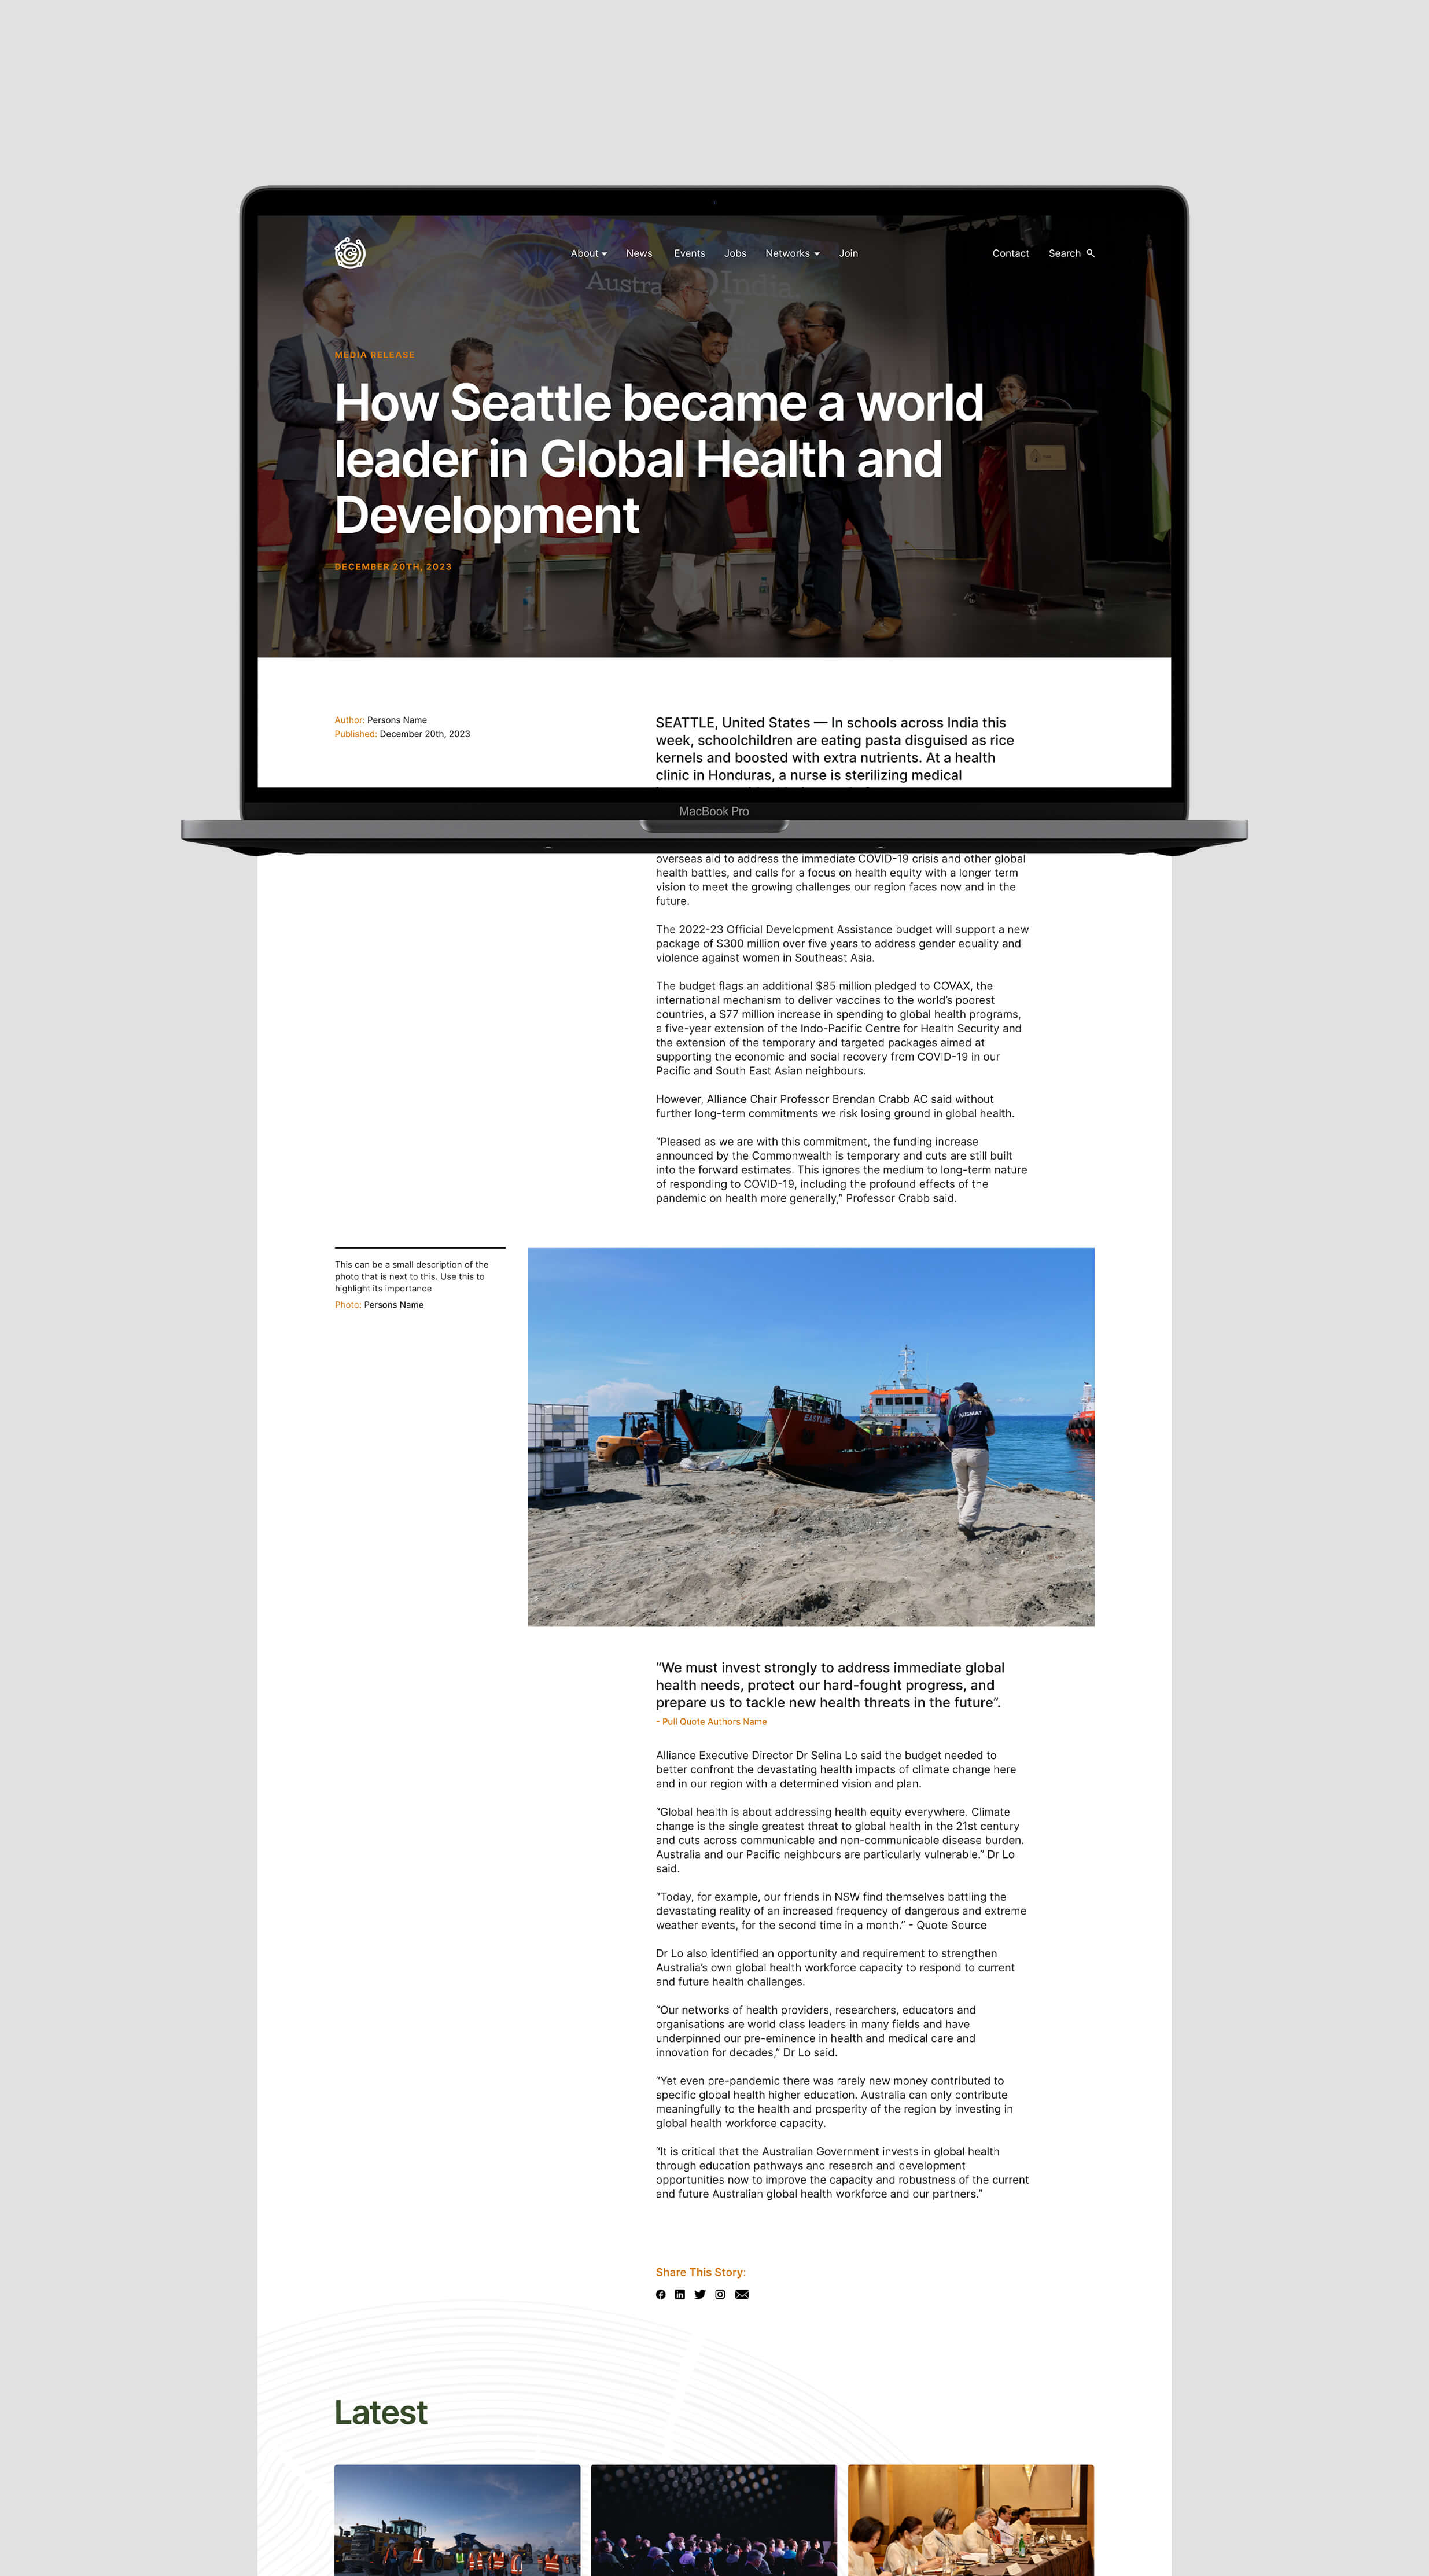 About
News
Events
Jobs
Networks
Join
Contact
Search
Austra
India
MEDIA RELEASE
How Seattle became a world
leader in Global Health and
Development
DECEMBER 20TH, 2023
Author: Persons Name
Published: December 20th, 2023
SEATTLE, United States — In schools across India this
week, schoolchildren are eating pasta disguised as rice
kernels and boosted with extra nutrients. At a health
clinic in Honduras, a nurse is sterilizing medical
MacBook Pro
overseas aid to address the immediate COVID-19 crisis and other global
health battles, and calls for a focus on health equity with a longer term
vision to meet the growing challenges our region faces now and in the
future.
The 2022-23 Official Development Assistance budget will support a new
package of $300 million over five years to address gender equality and
violence against women in Southeast Asia.
The budget flags an additional $85 million pledged to COVAX, the
international mechanism to deliver vaccines to the world's poorest
countries, a $77 million increase in spending to global health programs,
a five-year extension of the Indo-Pacific Centre for Health Security and
the extension of the temporary and targeted packages aimed at
supporting the economic and social recovery from COVID-19 in our
Pacific and South East Asian neighbours.
However, Alliance Chair Professor Brendan Crabb AC said without
further long-term commitments we risk losing ground in global health.
"Pleased as we are with this commitment, the funding increase
announced by the Commonwealth is temporary and cuts are still built
into the forward estimates. This ignores the medium to long-term nature
of responding to COVID-19, including the profound effects of the
pandemic on health more generally," Professor Crabb said.
This can be a small description of the
photo that is next to this. Use this to
highlight its importance
Photo: Persons Name
EASYLINE
AUSMAT
"We must invest strongly to address immediate global
health needs, protect our hard-fought progress, and
prepare us to tackle new health threats in the future".
- Pull Quote Authors Name
Alliance Executive Director Dr Selina Lo said the budget needed to
better confront the devastating health impacts of climate change here
and in our region with a determined vision and plan.
"Global health is about addressing health equity everywhere. Climate
change is the single greatest threat to global health in the 21st century
and cuts across communicable and non-communicable disease burden.
Australia and our Pacific neighbours are particularly vulnerable." Dr Lo
said.
"Today, for example, our friends in NSW find themselves battling the
devastating reality of an increased frequency of dangerous and extreme
weather events, for the second time in a month." - Quote Source
Dr Lo also identified an opportunity and requirement to strengthen
Australia's own global health workforce capacity to respond to current
and future health challenges.
"Our networks of health providers, researchers, educators and
organisations are world class leaders in many fields and have
underpinned our pre-eminence in health and medical care and
innovation for decades," Dr Lo said.
"Yet even pre-pandemic there was rarely new money contributed to
specific global health higher education. Australia can only contribute
meaningfully to the health and prosperity of the region by investing in
global health workforce capacity.
"It is critical that the Australian Government invests in global health
through education pathways and research and development
opportunities now to improve the capacity and robustness of the current
and future Australian global health workforce and our partners."
Share This Story:
Latest